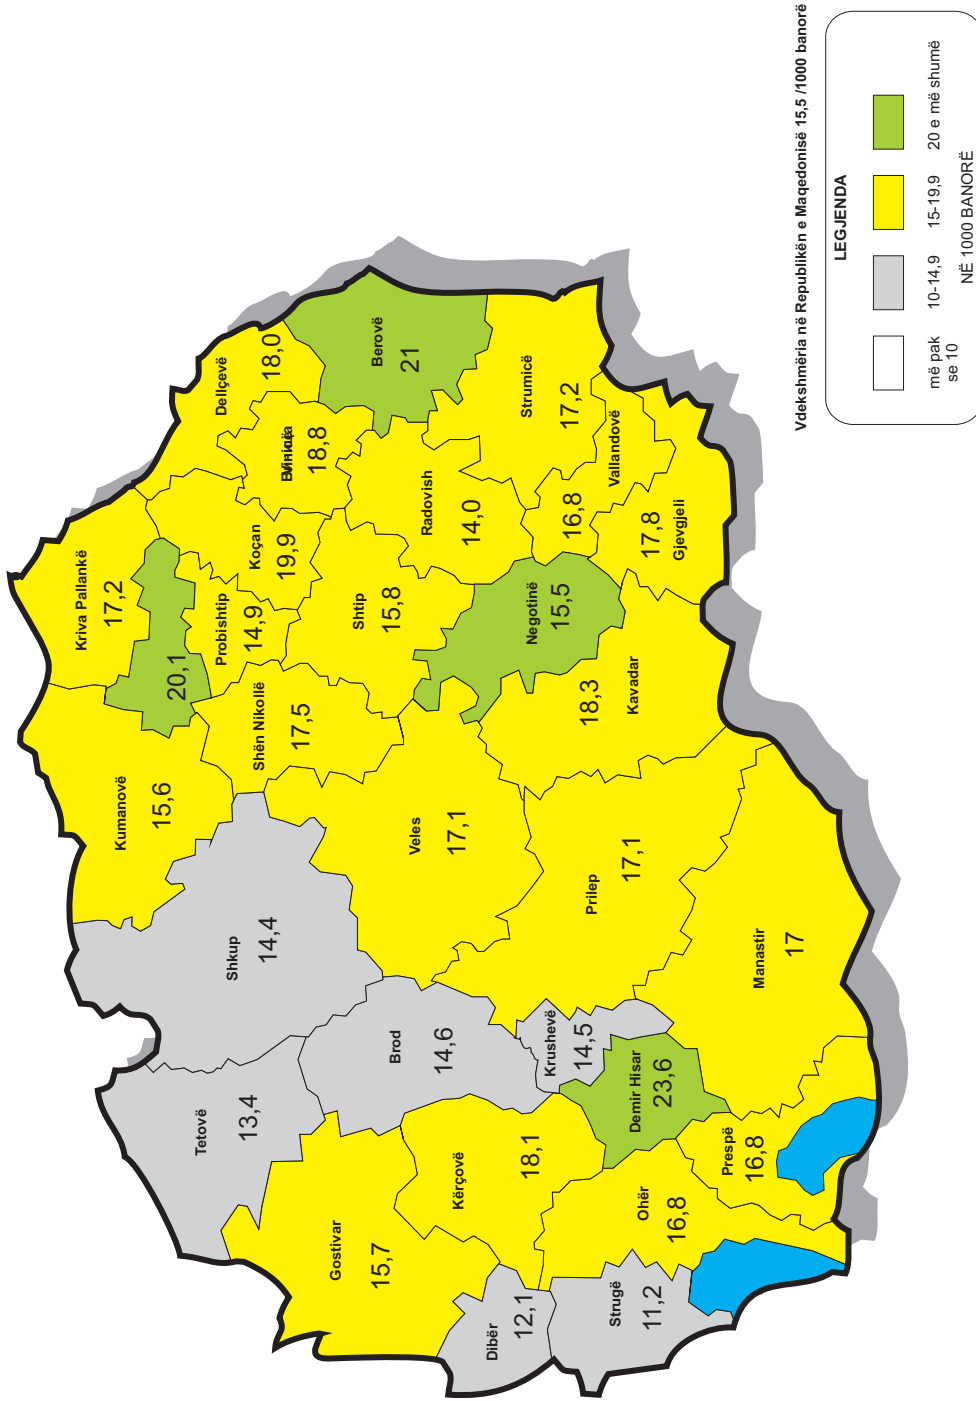 Kriva Pallankë
17,2
Kumanovë
15,6
20,1
Probishtip
14,9
Shën Nikollë
17,5
Dellçevë
18,0
Vinicë
18,8
Koçan
19,9
Berovë
21
Shtip
15,8
Radovish
14,0
Strumicë
17,2
Vallandovë
16,8
Gjevgjeli
17,8
Negotinë
15,5
Kavadar
18,3
Veles
17,1
Prilep
17,1
Manastir
17
Shkup
14,4
Tetovë
13,4
Brod
14,6
Krushevë
14,5
Demir Hisar
23,6
Gostivar
15,7
Kërçovë
18,1
Prespë
16,8
Ohër
16,8
Dibër
12,1
Strugë
11,2
Vdekshmëria në Republikën e Maqedonisë 15,5 /1000 banorë
LEGJENDA
më pak
se 10
10-14,9
15-19,9
20 e më shumë
NË 1000 BANORË